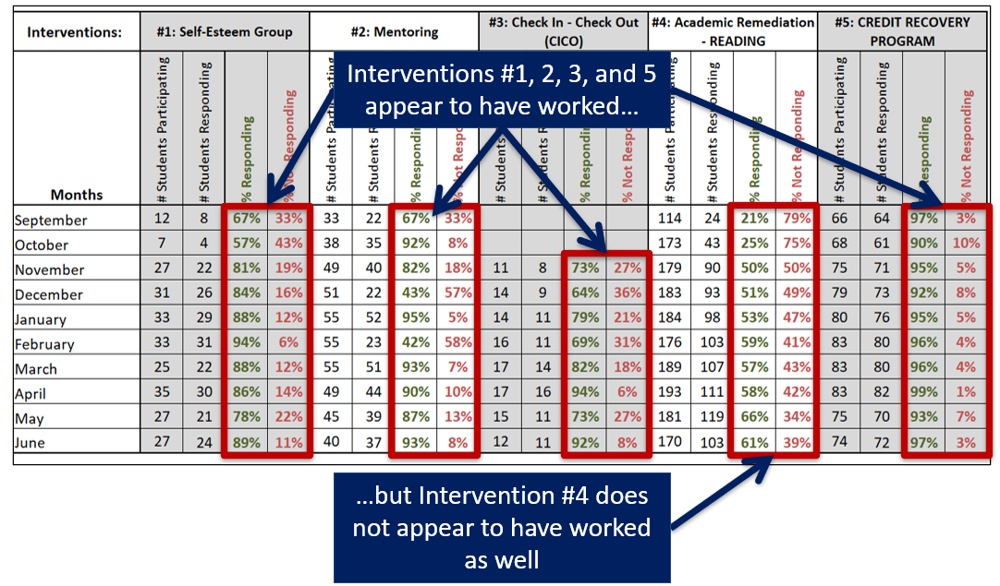 Interventions: #1: Self-Esteem Group #2: Mentoring #3: Check In - Check Out (CICO) #4: Academic Remediation - READING #5: CREDIT RECOVERY PROGRAM
Interventions #1, 2, 3, and 5
appear to have worked…
Months # Students Participating # Students Responding % Responding % Not Responding # Students # Students R % Respondin % Not Respo # Students # Students % Respondi % Not Respo # Students Participating # Students Responding % Responding % Not Responding # Students Participating # Students Responding % Responding % Not Responding
September 12 8 67% 33% 33 22 67% 33% 114 24 21% 79% 66 64 97% 3%
October 7 4 57% 43% 38 35 92% 8% 173 43 25% 75% 68 61 90% 10%
November 27 22 81% 19% 49 40 82% 18% 11 8 73% 27% 179 90 50% 50% 75 71 95% 5%
December 31 26 84% 16% 51 22 43% 57% 14 9 64% 36% 183 93 51% 49% 79 73 92% 8%
January 33 29 88% 12% 55 52 95% 5% 14 11 79% 21% 184 98 53% 47% 80 76 95% 5%
February 33 31 94% 6% 55 23 42% 58% 16 11 69% 31% 176 103 59% 41% 83 80 96% 4%
March 25 22 88% 12% 55 51 93% 7% 17 14 82% 18% 189 107 57% 43% 83 80 96% 4%
April 35 30 86% 14% 49 44 90% 10% 17 16 94% 6% 193 111 58% 42% 83 82 99% 1%
May 27 21 78% 22% 45 39 87% 13% 15 11 73% 27% 181 119 66% 34% 75 70 93% 7%
June 27 24 89% 11% 40 37 93% 8% 12 11 92% 8% 170 103 61% 39% 74 72 97% 3%
…but Intervention #4 does
not appear to have worked
as well